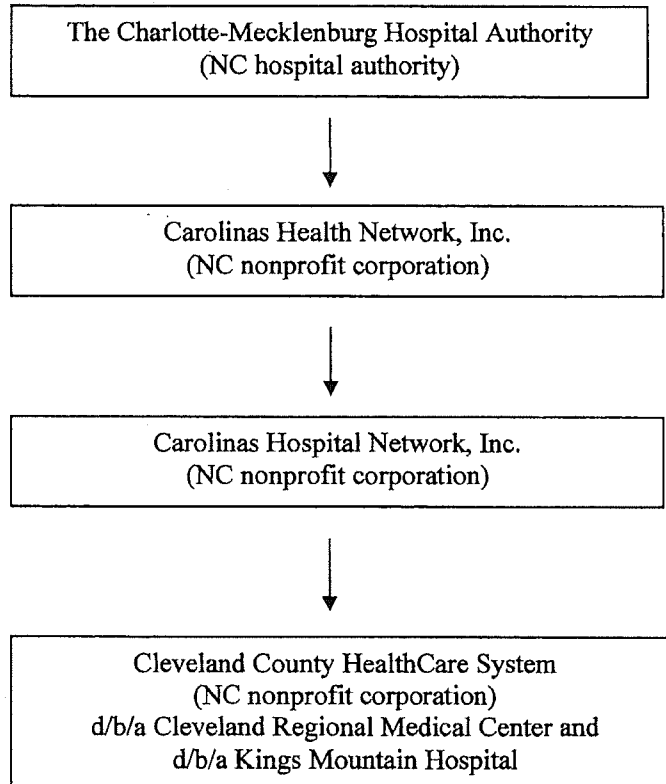 The Charlotte-Mecklenburg Hospital Authority
(NC hospital authority)
Carolinas Health Network, Inc.
(NC nonprofit corporation)
Carolinas Hospital Network, Inc.
(NC nonprofit corporation)
Cleveland County HealthCare System
(NC nonprofit corporation)
d/b/a Cleveland Regional Medical Center and
d/b/a Kings Mountain Hospital